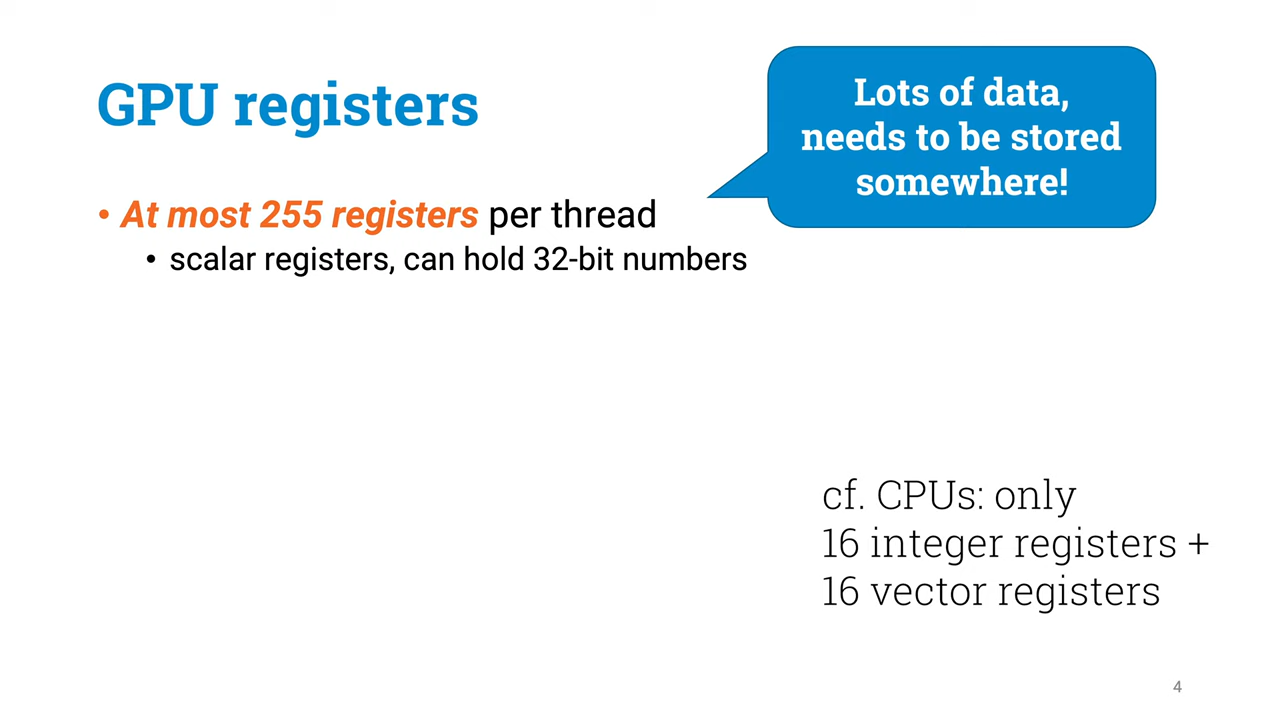 GPU registers
Lots of data,
needs to be stored
somewhere!
• At most 255 registers per thread
• scalar registers, can hold 32-bit numbers
cf. CPUs: only
16 integer registers +
16 vector registers
4